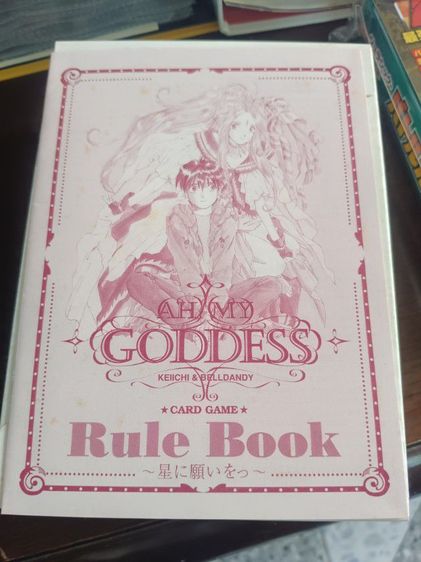 AH MY
GODDESS
KEIICHI & BELLDANDY
★CARD GAME★
Rule Book
～星に願いをっ～